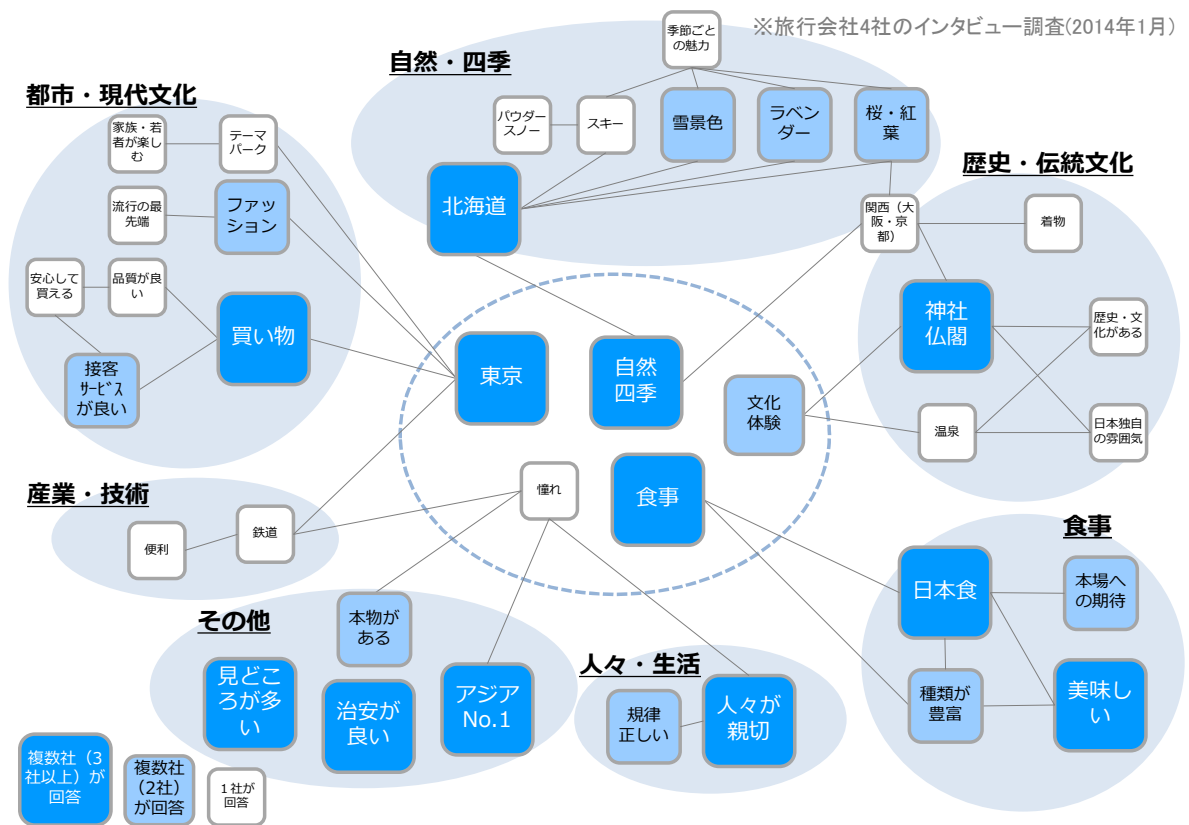 ※旅行会社4社のインタビュー調査(2014年1月)
自然・四季
季節ごと
の魅力
パウダー
スノー
スキー
雪景色
ラベン
ダー
桜・紅
葉
北海道
都市・現代文化
家族・若
者が楽し
む
テーマ
パーク
流行の最
先端
ファッ
ション
安心して
買える
品質が良
い
買い物
接客
ｻｰﾋﾞｽ
が良い
歴史・伝統文化
関西（大
阪・京
都）
着物
神社
仏閣
歴史・文
化がある
温泉
日本独自
の雰囲気
東京
自然
四季
文化
体験
憧れ
食事
産業・技術
便利
鉄道
その他
本物が
ある
見どこ
ろが多
い
治安が
良い
アジア
No.1
人々・生活
規律
正しい
人々が
親切
食事
日本食
本場へ
の期待
種類が
豊富
美味し
い
複数社（3
社以上）が
回答
複数社
（2社）
が回答
１社が
回答